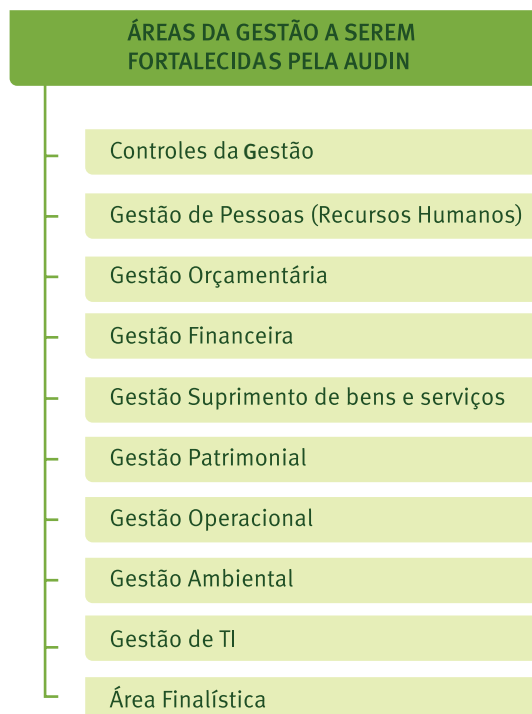 ÁREAS DA GESTÃO A SEREM
FORTALECIDAS PELA AUDIN
Controles da Gestão
Gestão de Pessoas (Recursos Humanos)
Gestão Orçamentária
Gestão Financeira
Gestão Suprimento de bens e serviços
Gestão Patrimonial
Gestão Operacional
Gestão Ambiental
Gestão de TI
Área Finalística